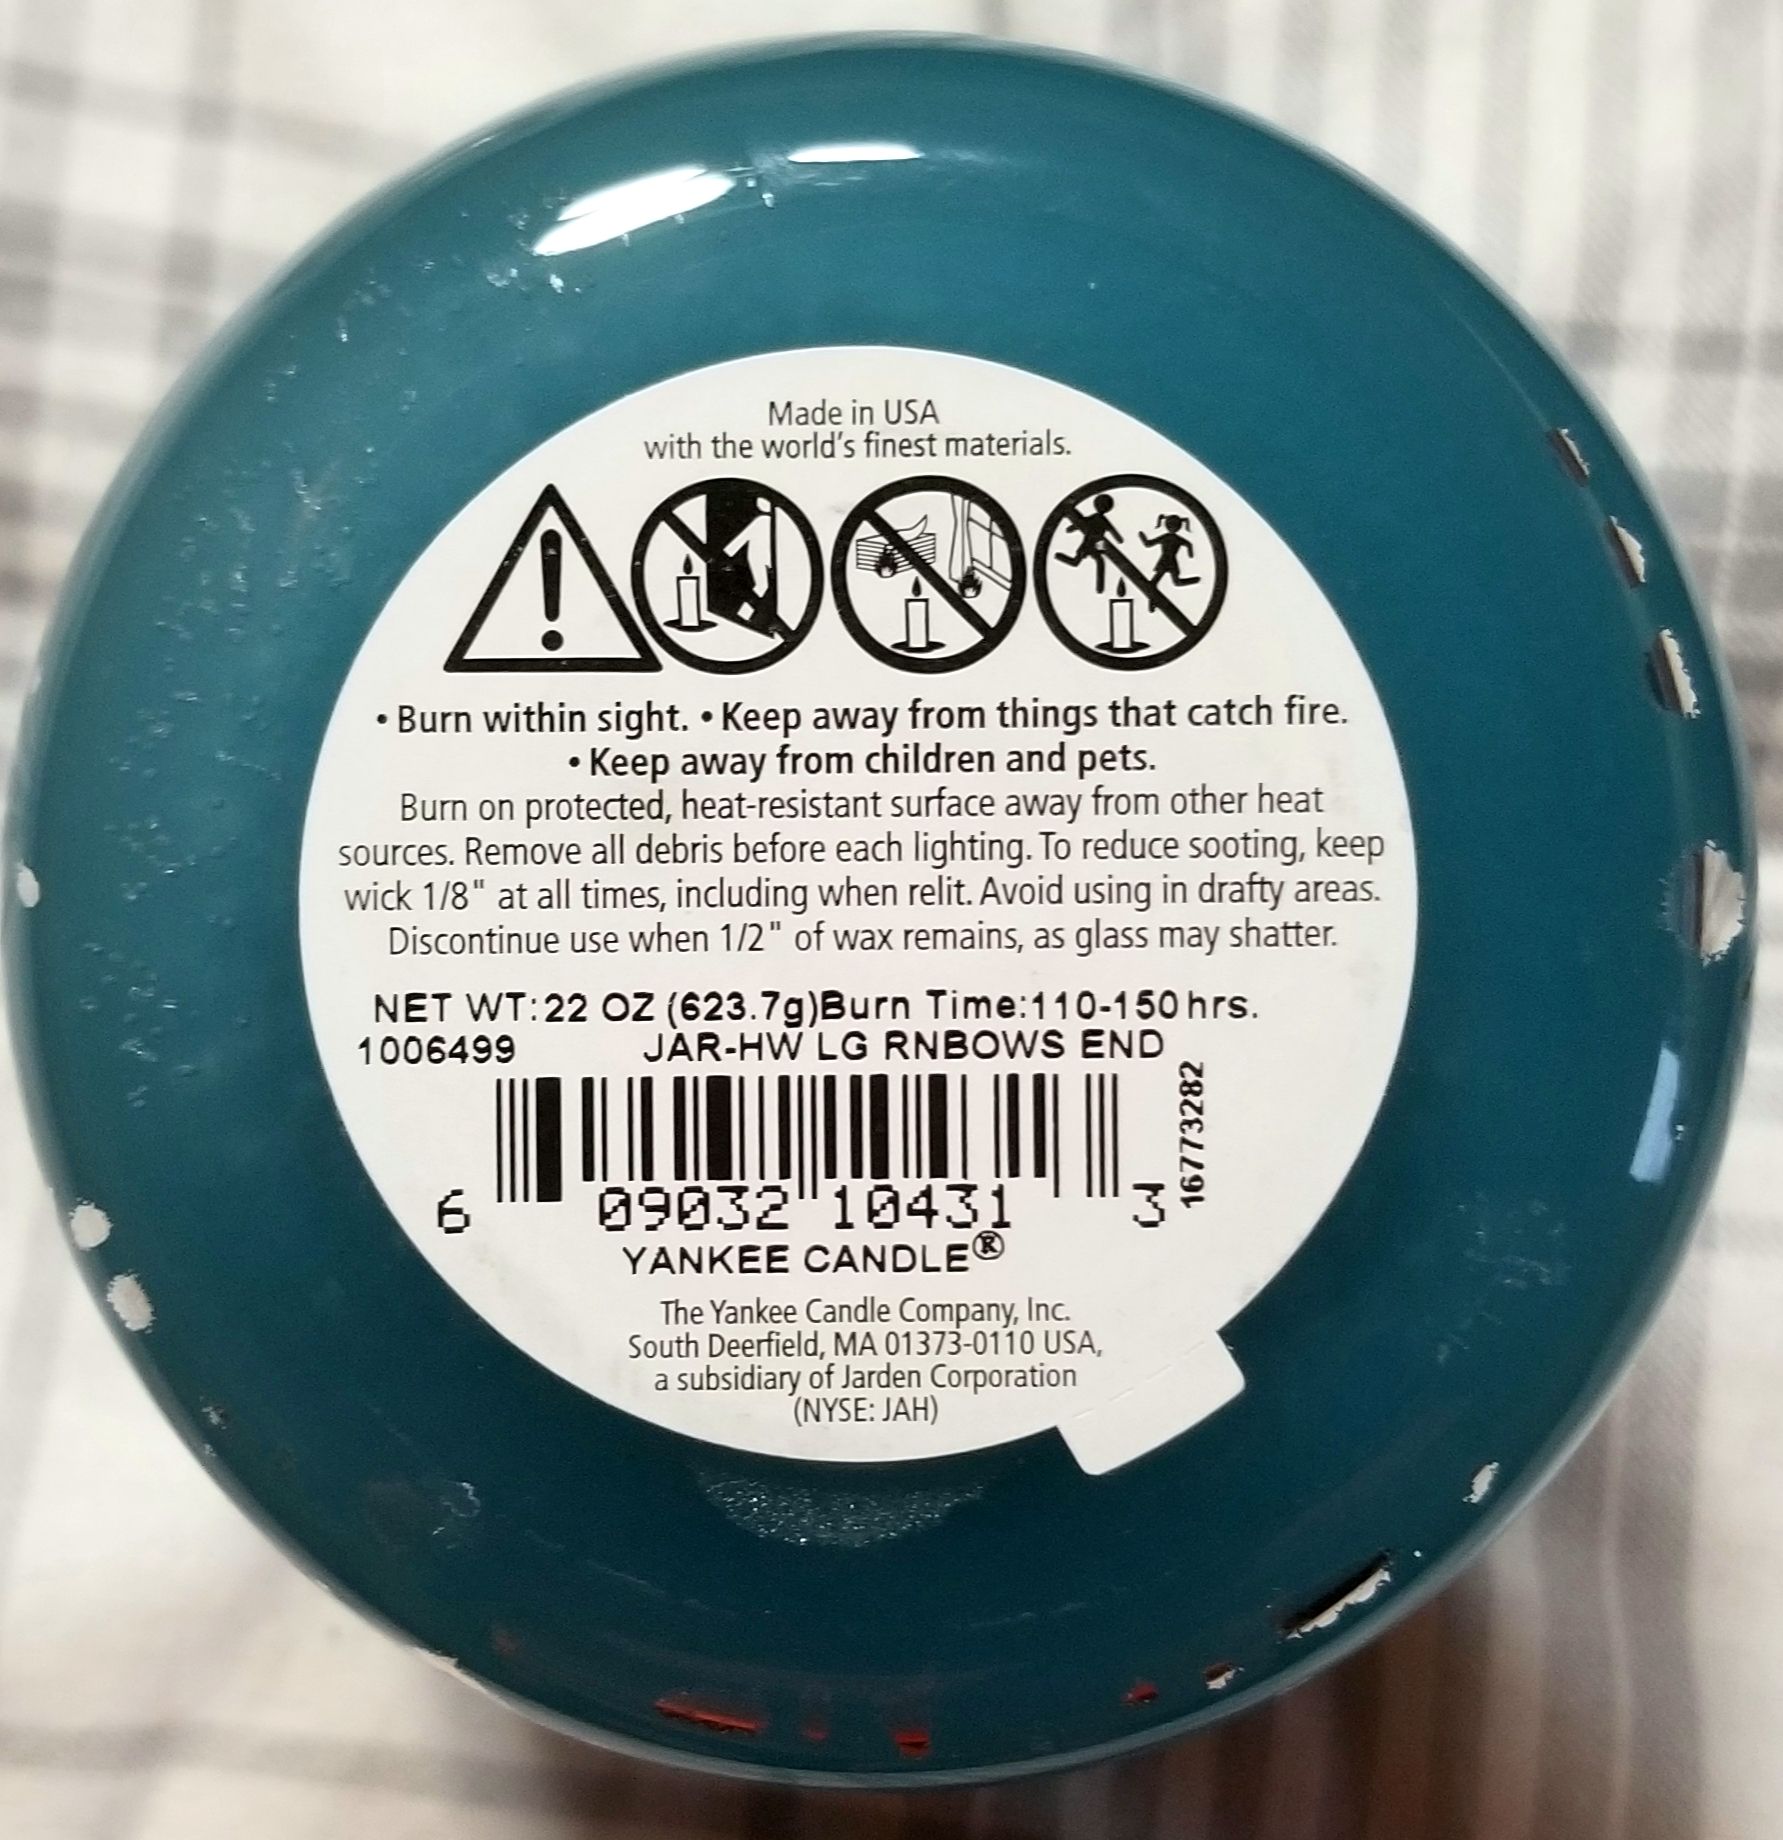 Made in USA
with the world's finest materials.
• Burn within sight. • Keep away from things that catch fire.
• Keep away from children and pets.
Burn on protected, heat-resistant surface away from other heat
sources. Remove all debris before each lighting. To reduce sooting, keep
wick 1/8" at all times, including when relit. Avoid using in drafty areas.
Discontinue use when 1/2" of wax remains, as glass may shatter.
NET WT:22 OZ (623.7g)Burn Time:110-150 hrs.
1006499 JAR-HW LG RNBOWS END
16773282
6 09032 10431 3
YANKEE CANDLE®
The Yankee Candle Company, Inc.
South Deerfield, MA 01373-0110 USA,
a subsidiary of Jarden Corporation
(NYSE: JAH)